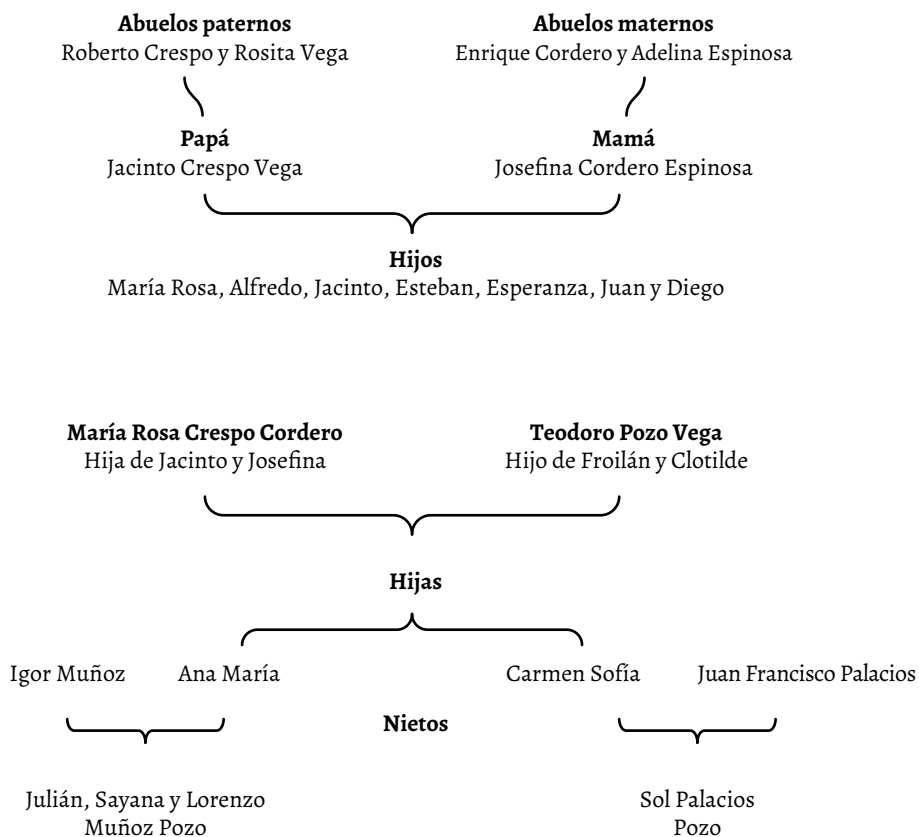 Abuelos paternos
Roberto Crespo y Rosita Vega
Abuelos maternos
Enrique Cordero y Adelina Espinosa
Papá
Jacinto Crespo Vega
Mamá
Josefina Cordero Espinosa
Hijos
María Rosa, Alfredo, Jacinto, Esteban, Esperanza, Juan y Diego
María Rosa Crespo Cordero
Hija de Jacinto y Josefina
Teodoro Pozo Vega
Hijo de Froilán y Clotilde
Hijas
Igor Muñoz
Ana María
Carmen Sofía
Juan Francisco Palacios
Nietos
Julián, Sayana y Lorenzo
Muñoz Pozo
Sol Palacios
Pozo